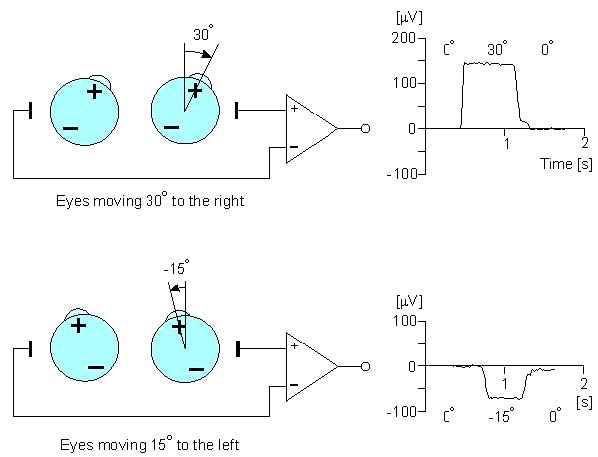 [µV]
200
30°
0° 30° 0°
100
+ +
+
− −
0
−
1 2
Time [s]
-100
Eyes moving 30° to the right
-15°
[µV]
100
+ +
+
− −
0
−
1 2
[s]
-100
0° -15° 0°
Eyes moving 15° to the left